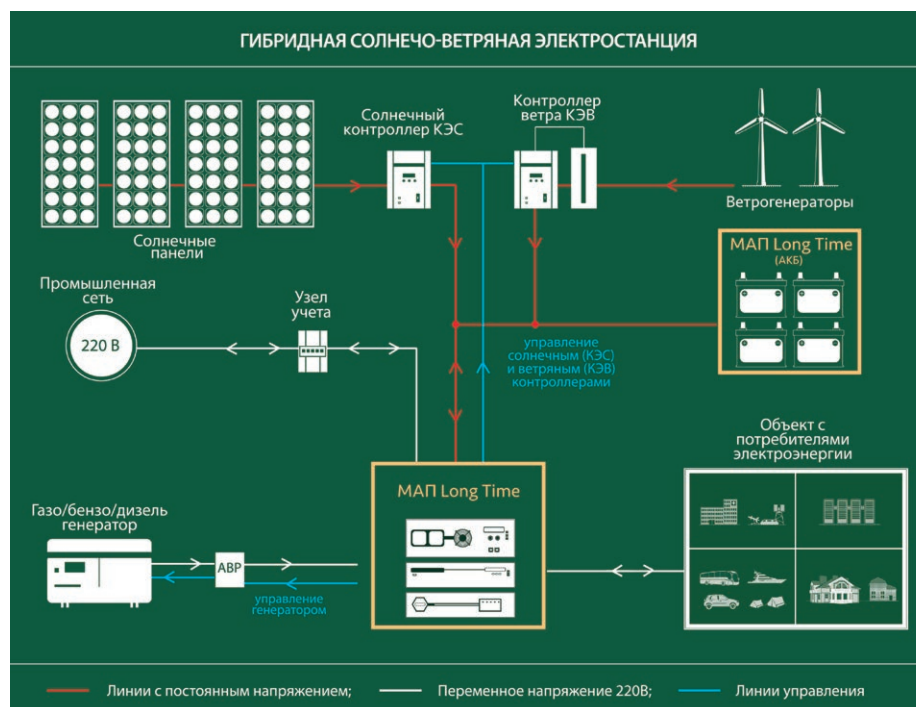 ГИБРИДНАЯ СОЛНЕЧО-ВЕТРЯНАЯ ЭЛЕКТРОСТАНЦИЯ
Солнечный
контроллер КЭС
Контроллер
ветра КЭВ
Солнечные
панели
Ветрогенераторы
МАП Long Time
(АКБ)
Промышленная
сеть
220 В
Узел
учета
управление
солнечным (КЭС)
и ветряным (КЭВ)
контроллерами
Объект с
потребителями
электроэнергии
МАП Long Time
Газо/бензо/дизель
генератор
АВР
управление
генератором
Линии с постоянным напряжением;
Переменное напряжение 220В;
Линии управления